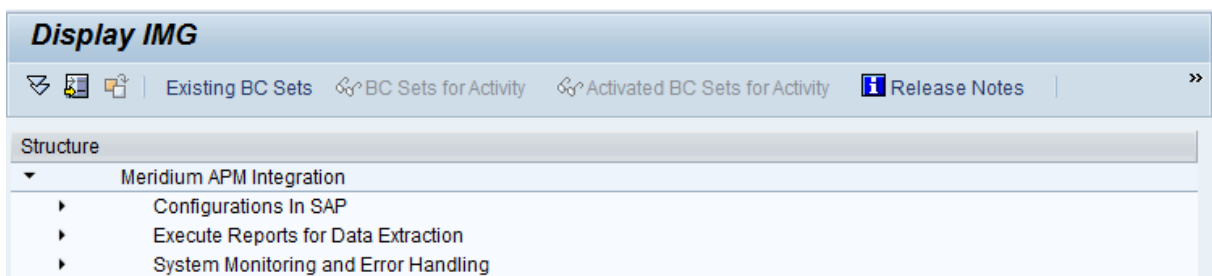 Display IMG
Existing BC Sets BC Sets for Activity Activated BC Sets for Activity Release Notes »
Structure
Meridium APM Integration
Configurations In SAP
Execute Reports for Data Extraction
System Monitoring and Error Handling